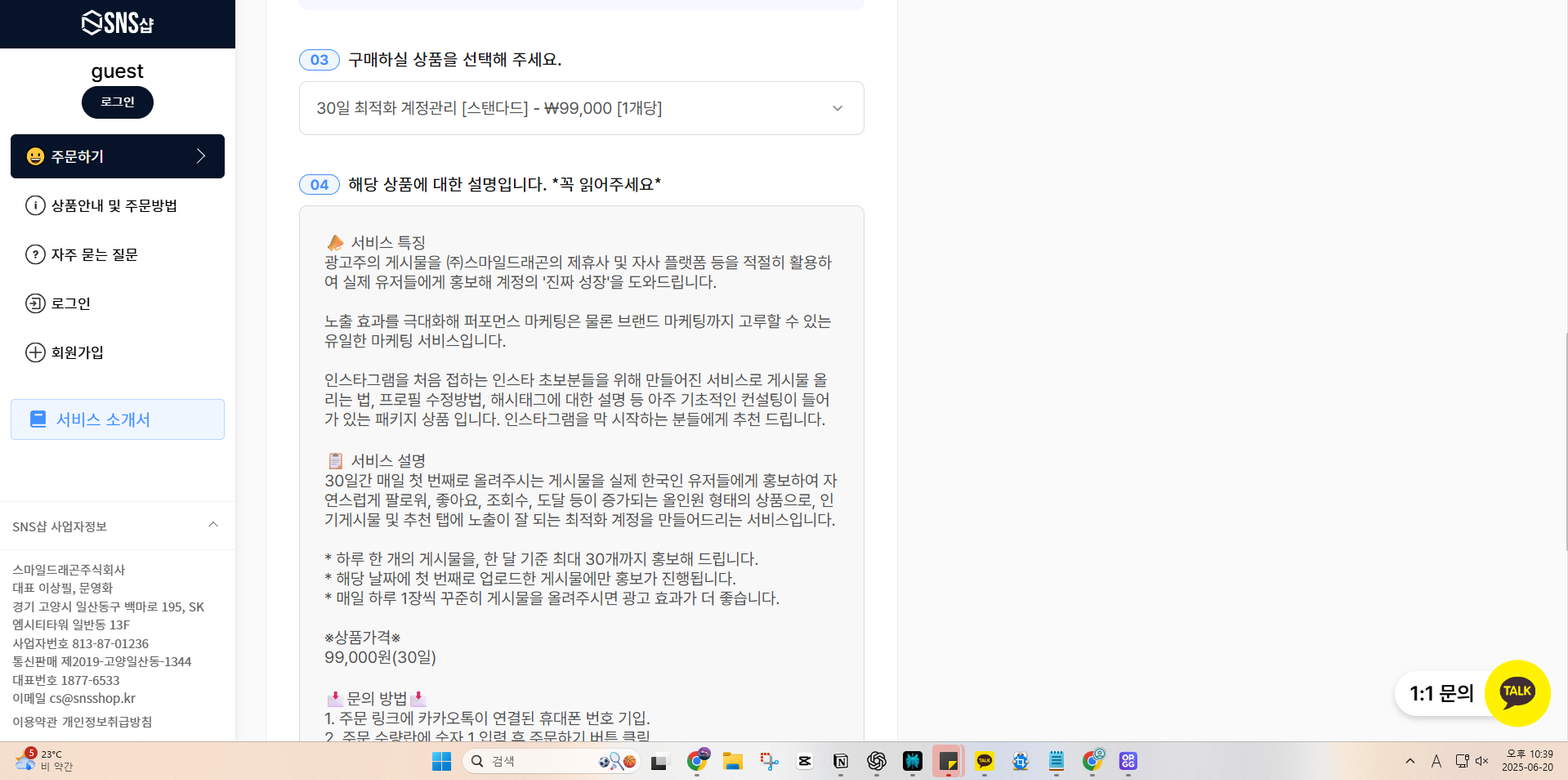 SNS샵
guest
로그인
주문하기
상품안내 및 주문방법
자주 묻는 질문
로그인
회원가입
서비스 소개서
SNS샵 사업자정보
스마일드래곤주식회사
대표 이상필, 문영화
경기 고양시 일산동구 백마로 195, SK
엠시티타워 일반동 13F
사업자번호 813-87-01236
통신판매 제2019-고양일산동-1344
대표번호 1877-6533
이메일 cs@snsshop.kr
이용약관 개인정보취급방침
03 구매하실 상품을 선택해 주세요.
30일 최적화 계정관리 [스탠다드] - ₩99,000 [1개당]
04 해당 상품에 대한 설명입니다. *꼭 읽어주세요*
서비스 특징
광고주의 게시물을 ㈜스마일드래곤의 제휴사 및 자사 플랫폼 등을 적절히 활용하
여 실제 유저들에게 홍보해 계정의 '진짜 성장'을 도와드립니다.
노출 효과를 극대화해 퍼포먼스 마케팅은 물론 브랜드 마케팅까지 고루할 수 있는
유일한 마케팅 서비스입니다.
인스타그램을 처음 접하는 인스타 초보분들을 위해 만들어진 서비스로 게시물 올
리는 법, 프로필 수정방법, 해시태그에 대한 설명 등 아주 기초적인 컨설팅이 들어
가 있는 패키지 상품 입니다. 인스타그램을 막 시작하는 분들에게 추천 드립니다.
서비스 설명
30일간 매일 첫 번째로 올려주시는 게시물을 실제 한국인 유저들에게 홍보하여 자
연스럽게 팔로워, 좋아요, 조회수, 도달 등이 증가되는 올인원 형태의 상품으로, 인
기게시물 및 추천 탭에 노출이 잘 되는 최적화 계정을 만들어드리는 서비스입니다.
* 하루 한 개의 게시물을, 한 달 기준 최대 30개까지 홍보해 드립니다.
* 해당 날짜에 첫 번째로 업로드한 게시물에만 홍보가 진행됩니다.
* 매일 하루 1장씩 꾸준히 게시물을 올려주시면 광고 효과가 더 좋습니다.
※상품가격※
99,000원(30일)
문의 방법
1. 주문 링크에 카카오톡이 연결된 휴대폰 번호 기입.
2. 주문 수량란에 숫자 1 입력 후 주문하기 버튼 클릭
1:1 문의
TALK
5
23°C
비 약간
검색
TALK
OP.GG
A
오후 10:39
2025-06-20